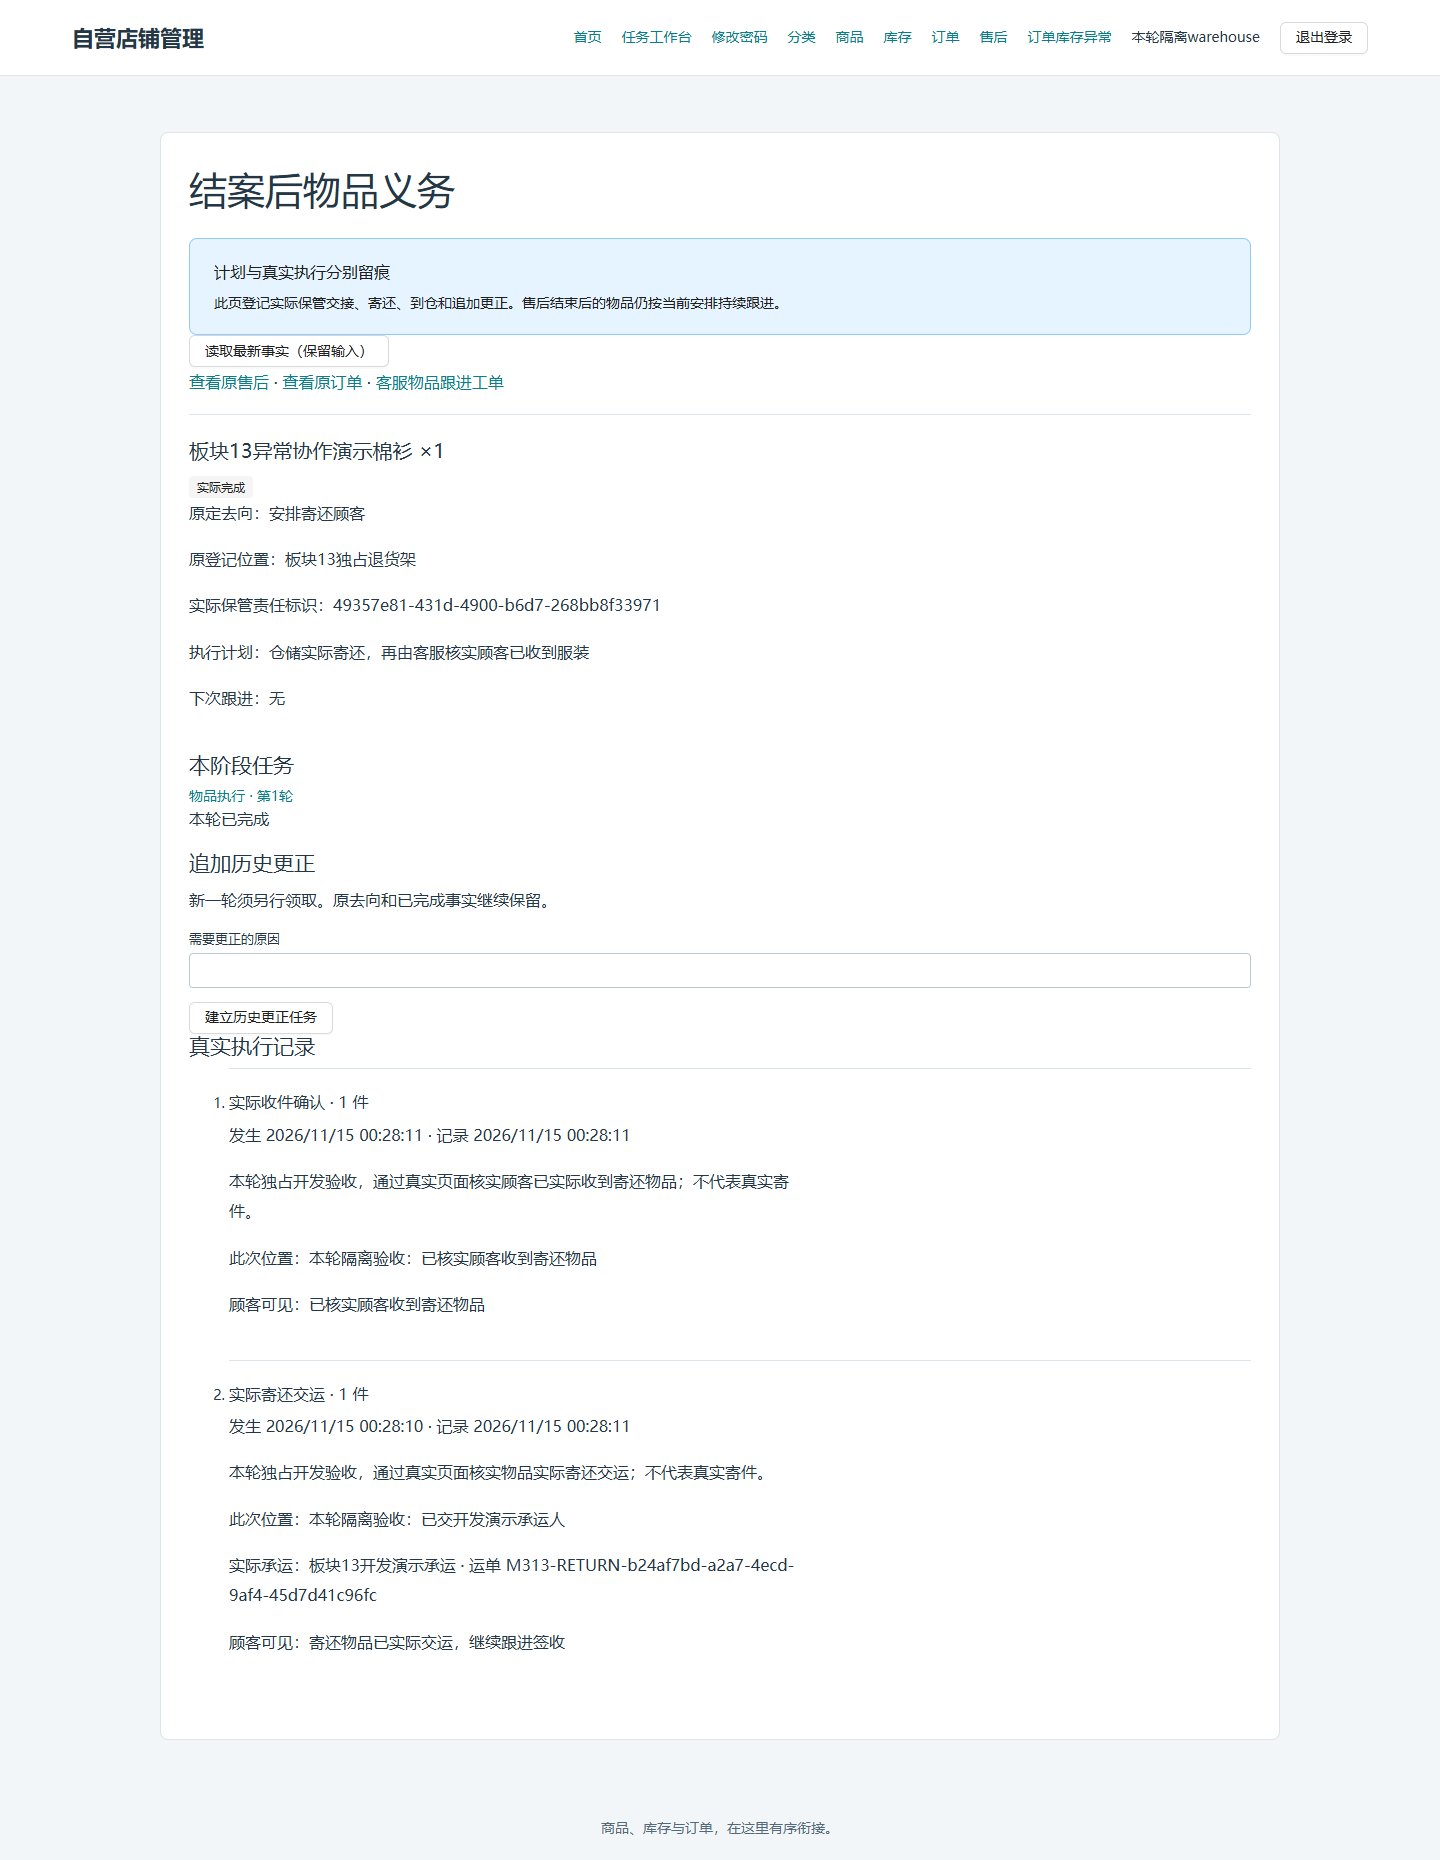 自营店铺管理
首页 任务工作台 修改密码 分类 商品 库存 订单 售后 订单库存异常 本轮隔离warehouse 退出登录
结案后物品义务
计划与真实执行分别留痕
此页登记实际保管交接、寄还、到仓和追加更正。售后结束后的物品仍按当前安排持续跟进。
读取最新事实（保留输入）
查看原售后 · 查看原订单 · 客服物品跟进工单
板块13异常协作演示棉衫 ×1
实际完成
原定去向：安排寄还顾客
原登记位置：板块13独占退货架
实际保管责任标识：49357e81-431d-4900-b6d7-268bb8f33971
执行计划：仓储实际寄还，再由客服核实顾客已收到服装
下次跟进：无
本阶段任务
物品执行 · 第1轮
本轮已完成
追加历史更正
新一轮须另行领取。原去向和已完成事实继续保留。
需要更正的原因
建立历史更正任务
真实执行记录
1. 实际收件确认 · 1 件
发生 2026/11/15 00:28:11 · 记录 2026/11/15 00:28:11
本轮独占开发验收，通过真实页面核实顾客已实际收到寄还物品；不代表真实寄
件。
此次位置：本轮隔离验收：已核实顾客收到寄还物品
顾客可见：已核实顾客收到寄还物品
2. 实际寄还交运 · 1 件
发生 2026/11/15 00:28:10 · 记录 2026/11/15 00:28:11
本轮独占开发验收，通过真实页面核实物品实际寄还交运；不代表真实寄件。
此次位置：本轮隔离验收：已交开发演示承运人
实际承运：板块13开发演示承运 · 运单 M313-RETURN-b24af7bd-a2a7-4ecd-
9af4-45d7d41c96fc
顾客可见：寄还物品已实际交运，继续跟进签收
商品、库存与订单，在这里有序衔接。